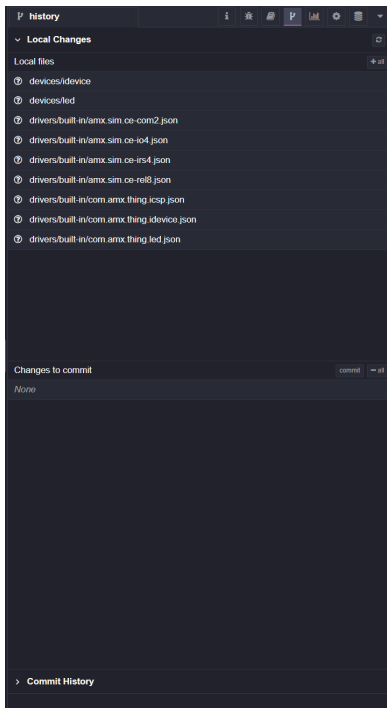 history
Local Changes
Local files
+ all
devices/idevice
devices/led
drivers/built-in/amx.sim.ce-com2.json
drivers/built-in/amx.sim.ce-io4.json
drivers/built-in/amx.sim.ce-irs4.json
drivers/built-in/amx.sim.ce-rel8.json
drivers/built-in/com.amx.thing.icsp.json
drivers/built-in/com.amx.thing.idevice.json
drivers/built-in/com.amx.thing.led.json
Changes to commit
commit
− all
None
Commit History